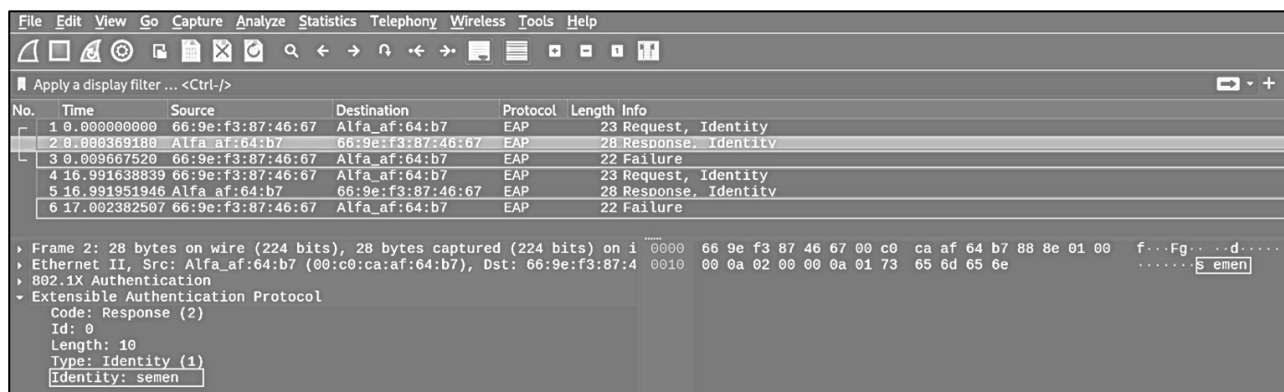 File Edit View Go Capture Analyze Statistics Telephony Wireless Tools Help
Apply a display filter ... <Ctrl-/>
No. Time Source Destination Protocol Length Info
1 0.000000000 66:9e:f3:87:46:67 Alfa_af:64:b7 EAP 23 Request, Identity
2 0.000369180 Alfa_af:64:b7 66:9e:f3:87:46:67 EAP 28 Response, Identity
3 0.009667520 66:9e:f3:87:46:67 Alfa_af:64:b7 EAP 22 Failure
4 16.991638839 66:9e:f3:87:46:67 Alfa_af:64:b7 EAP 23 Request, Identity
5 16.991951946 Alfa_af:64:b7 66:9e:f3:87:46:67 EAP 28 Response, Identity
6 17.002382507 66:9e:f3:87:46:67 Alfa_af:64:b7 EAP 22 Failure
Frame 2: 28 bytes on wire (224 bits), 28 bytes captured (224 bits) on i
Ethernet II, Src: Alfa_af:64:b7 (00:c0:ca:af:64:b7), Dst: 66:9e:f3:87:4
802.1X Authentication
Extensible Authentication Protocol
Code: Response (2)
Id: 0
Length: 10
Type: Identity (1)
Identity: semen
0000 66 9e f3 87 46 67 00 c0 ca af 64 b7 88 8e 01 00 f···Fg·· ··d·····
0010 00 0a 02 00 00 0a 01 73 65 6d 65 6e ·······s emen